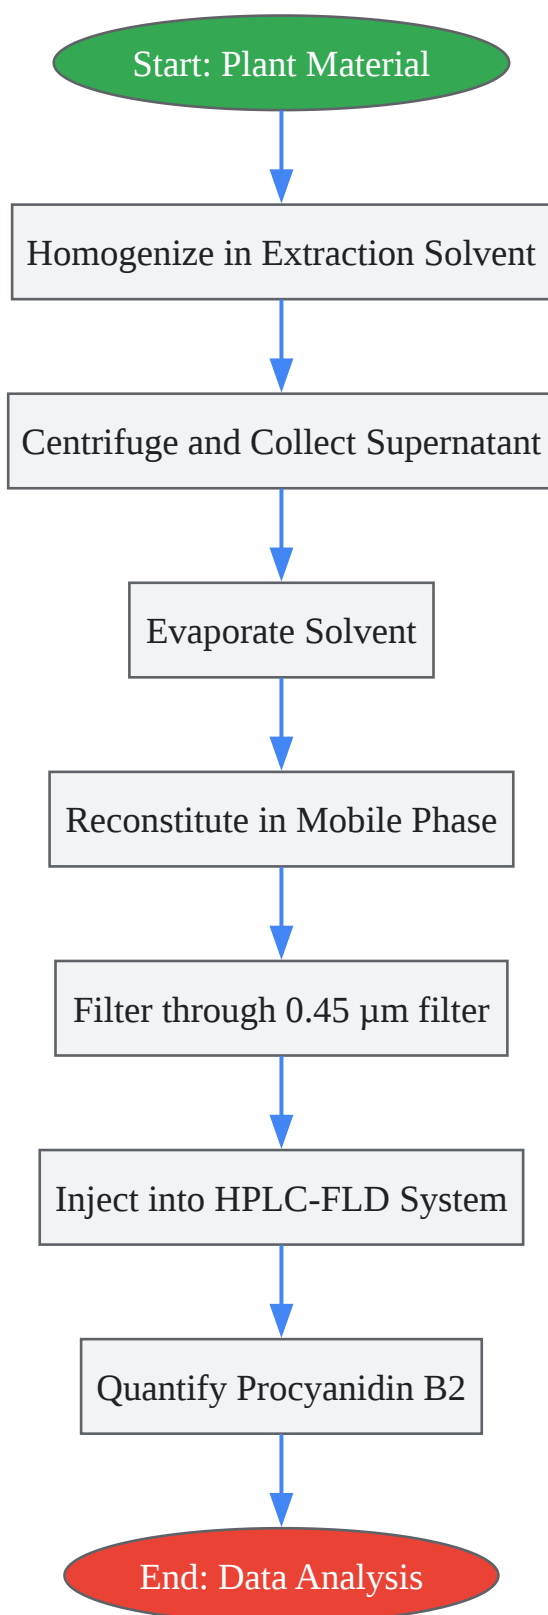 Start: Plant Material
Homogenize in Extraction Solvent
Centrifuge and Collect Supernatant
Evaporate Solvent
Reconstitute in Mobile Phase
Filter through 0.45 µm filter
Inject into HPLC-FLD System
Quantify Procyanidin B2
End: Data Analysis